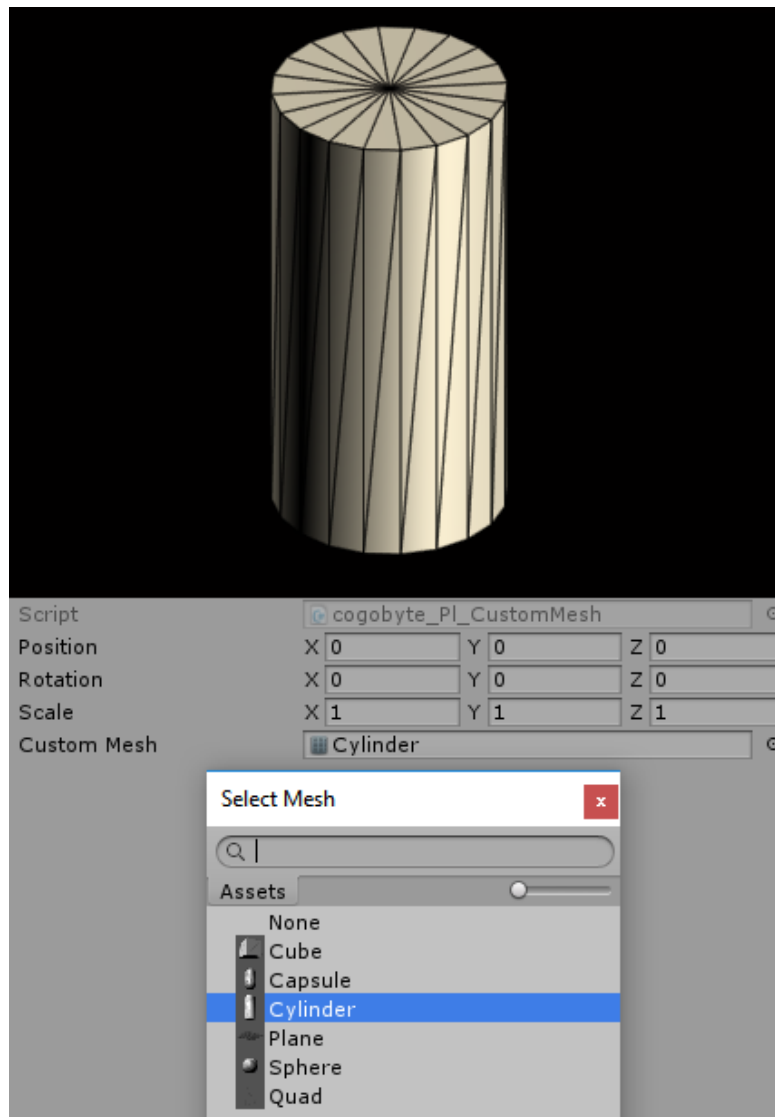 Script cogobyte_Pl_CustomMesh
Position X 0 Y 0 Z 0
Rotation X 0 Y 0 Z 0
Scale X 1 Y 1 Z 1
Custom Mesh Cylinder
Select Mesh x
Assets
None
Cube
Capsule
Cylinder
Plane
Sphere
Quad